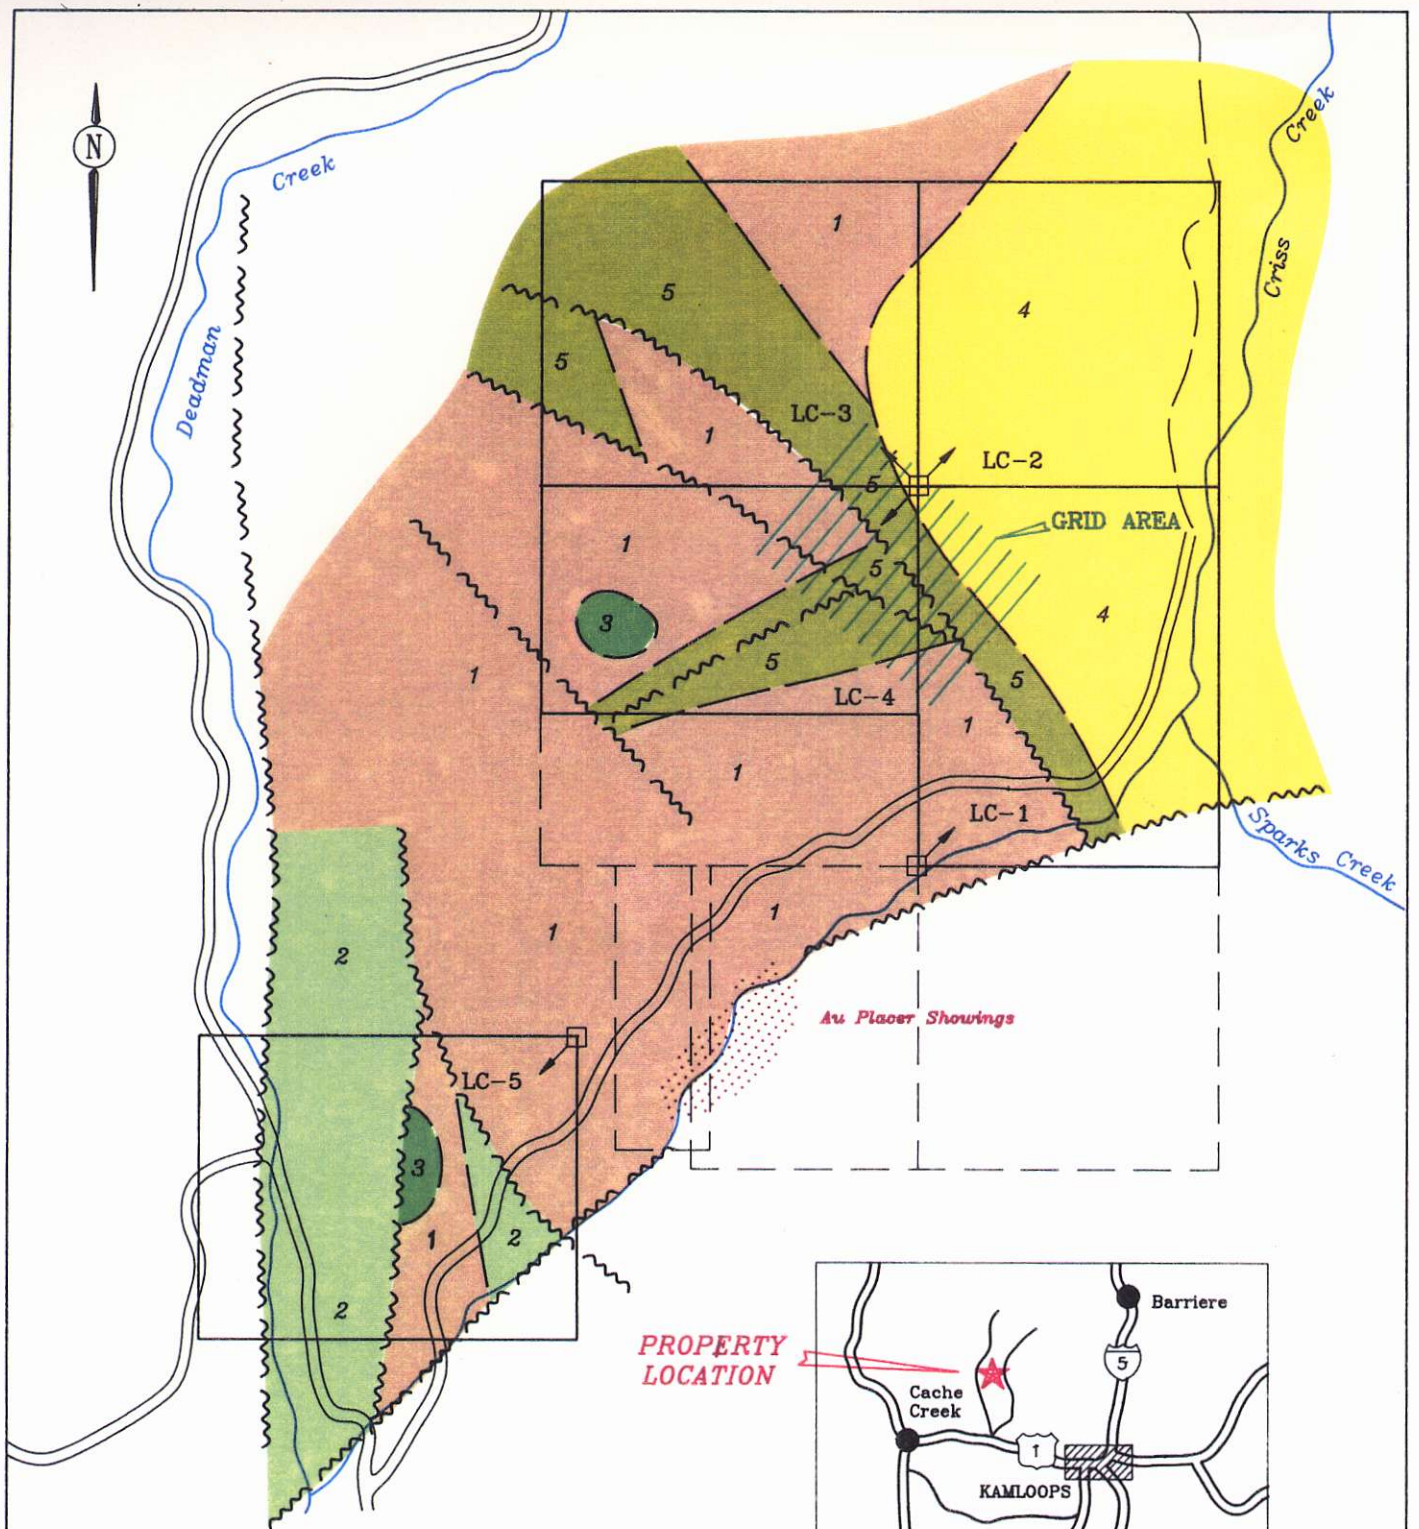 N
Creek
Deadman
Creek
Criss
1
5
4
5
LC-3
1
LC-2
5
GRID AREA
1
5
4
3
5
1
5
LC-4
1
1
LC-1
Sparks Creek
1
1
2
Au Placer Showings
LC-5
3
1
2
2
PROPERTY
LOCATION
Barriere
5
Cache
Creek
1
KAMLOOPS